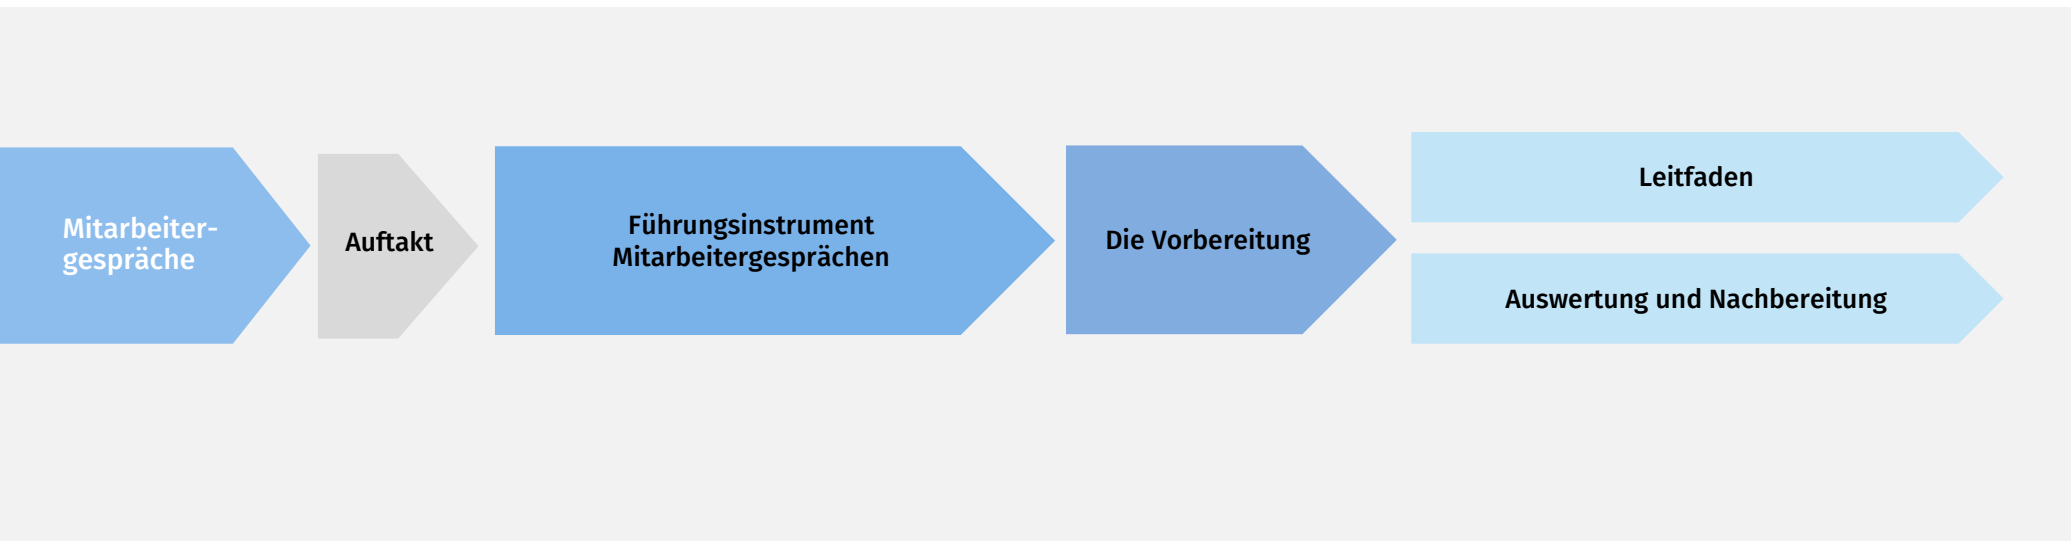 Mitarbeiter-
gespräche
Auftakt
Führungsinstrument
Mitarbeitergesprächen
Die Vorbereitung
Leitfaden
Auswertung und Nachbereitung